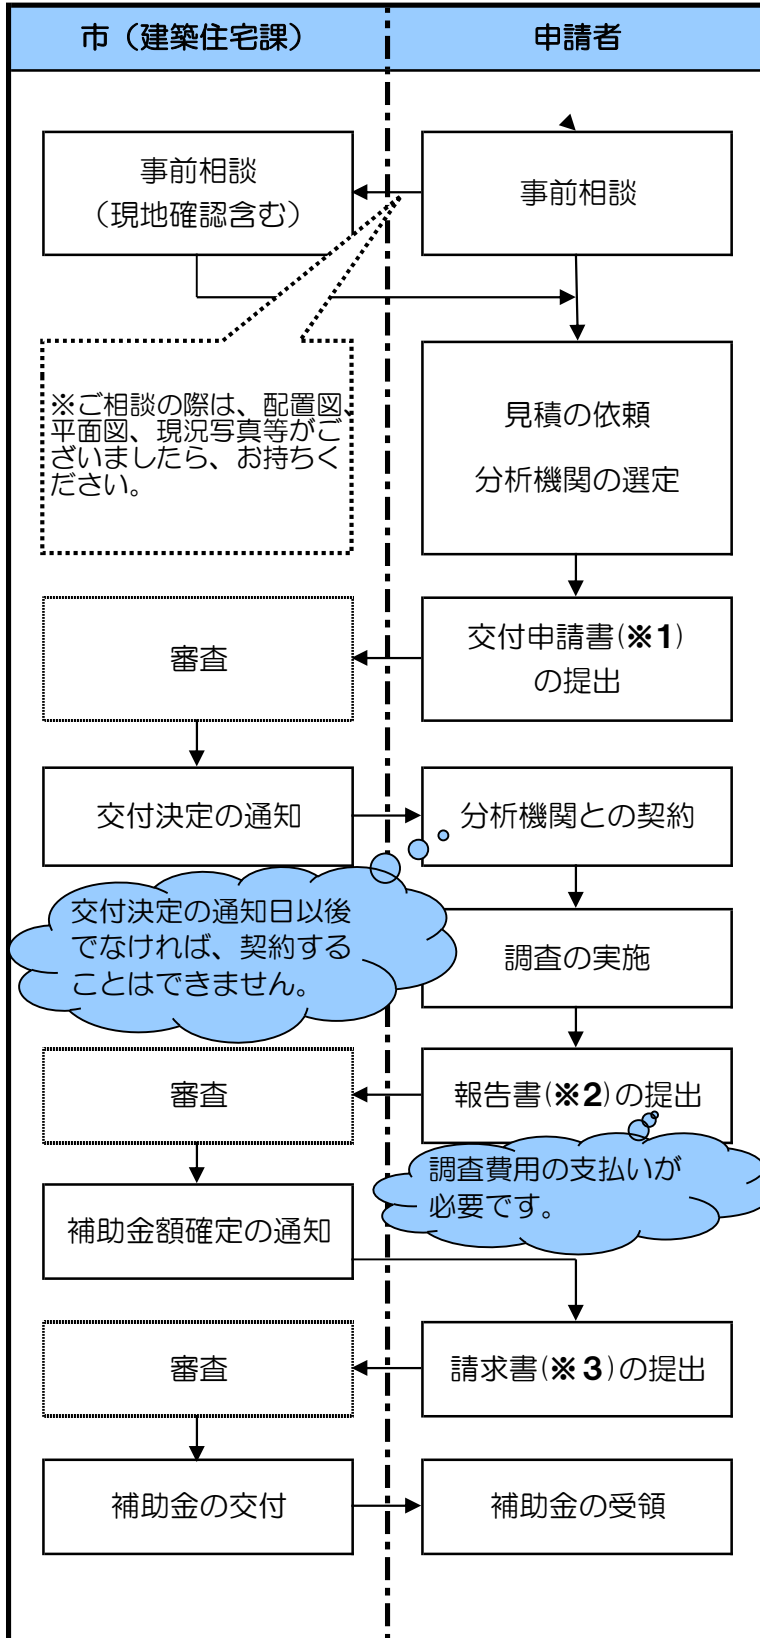 市（建築住宅課）
申請者
事前相談
（現地確認含む）
事前相談
※ご相談の際は、配置図、
平面図、現況写真等がご
ざいましたら、お持ちく
ださい。
見積の依頼
分析機関の選定
審査
交付申請書(※1)
の提出
交付決定の通知
分析機関との契約
交付決定の通知日以後
でなければ、契約する
ことはできません。
調査の実施
審査
報告書(※2)の提出
調査費用の支払いが
必要です。
補助金額確定の通知
審査
請求書(※3)の提出
補助金の交付
補助金の受領